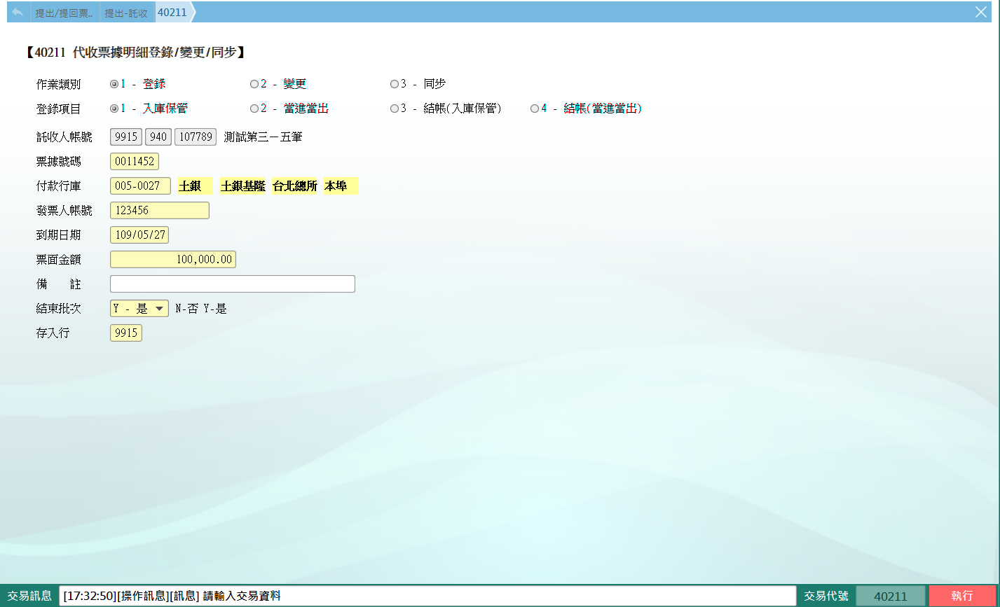 提出/提回票.. 提出-託收 40211
【40211 代收票據明細登錄/變更/同步】
作業類別 1 - 登錄 2 - 變更 3 - 同步
登錄項目 1 - 入庫保管 2 - 當進當出 3 - 結帳(入庫保管) 4 - 結帳(當進當出)
託收人帳號 9915 940 107789 測試第三－五筆
票據號碼 0011452
付款行庫 005-0027 土銀 土銀基隆 台北總所 本埠
發票人帳號 123456
到期日期 109/05/27
票面金額 100,000.00
備 註
結束批次 Y - 是 N-否 Y-是
存入行 9915
交易訊息 [17:32:50][操作訊息][訊息] 請輸入交易資料 交易代號 40211 執行